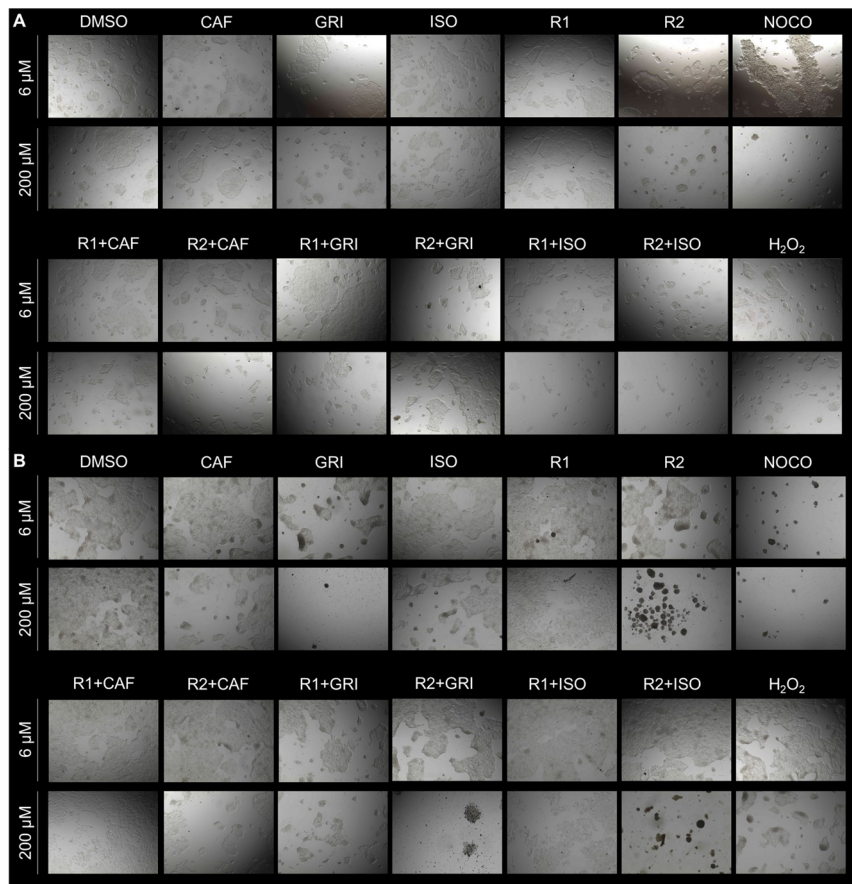 A
DMSO CAF GRI ISO R1 R2 NOCO
6 µM
200 µM
R1+CAF R2+CAF R1+GRI R2+GRI R1+ISO R2+ISO H₂O₂
6 µM
200 µM
B
DMSO CAF GRI ISO R1 R2 NOCO
6 µM
200 µM
R1+CAF R2+CAF R1+GRI R2+GRI R1+ISO R2+ISO H₂O₂
6 µM
200 µM